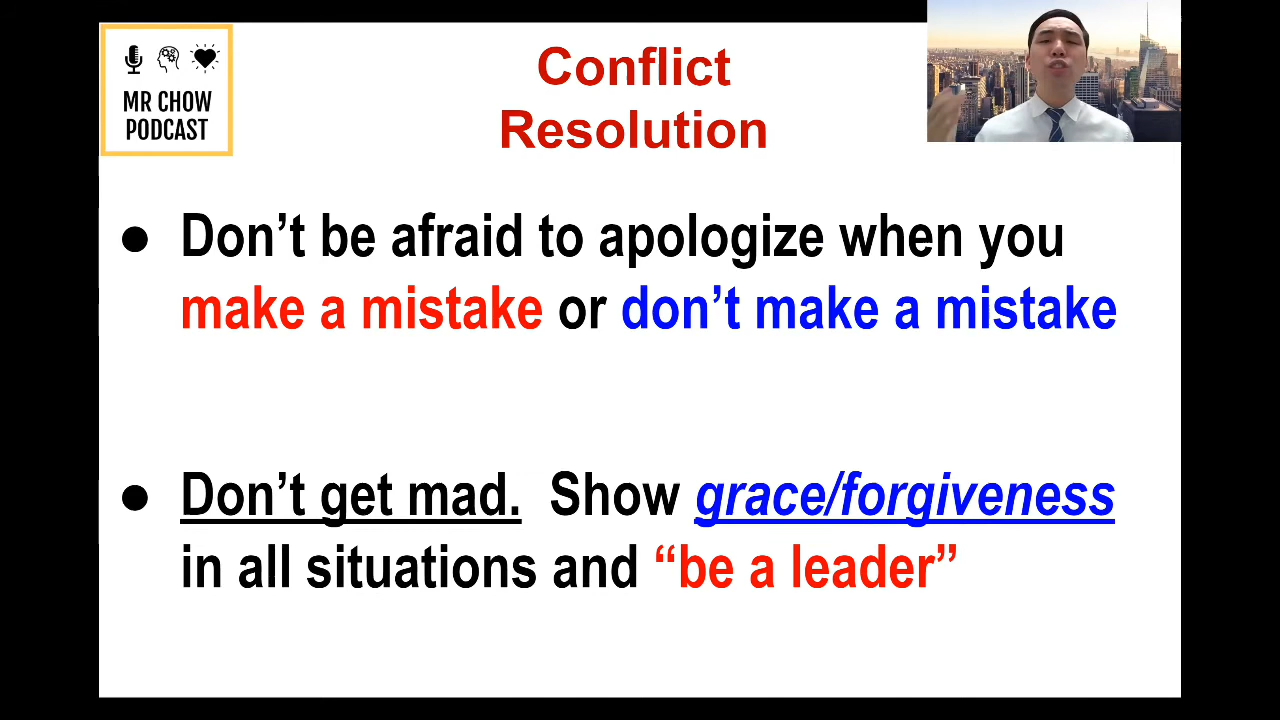 MR CHOW
PODCAST
Conflict
Resolution
● Don’t be afraid to apologize when you
make a mistake or don’t make a mistake
● Don’t get mad.  Show grace/forgiveness
in all situations and “be a leader”